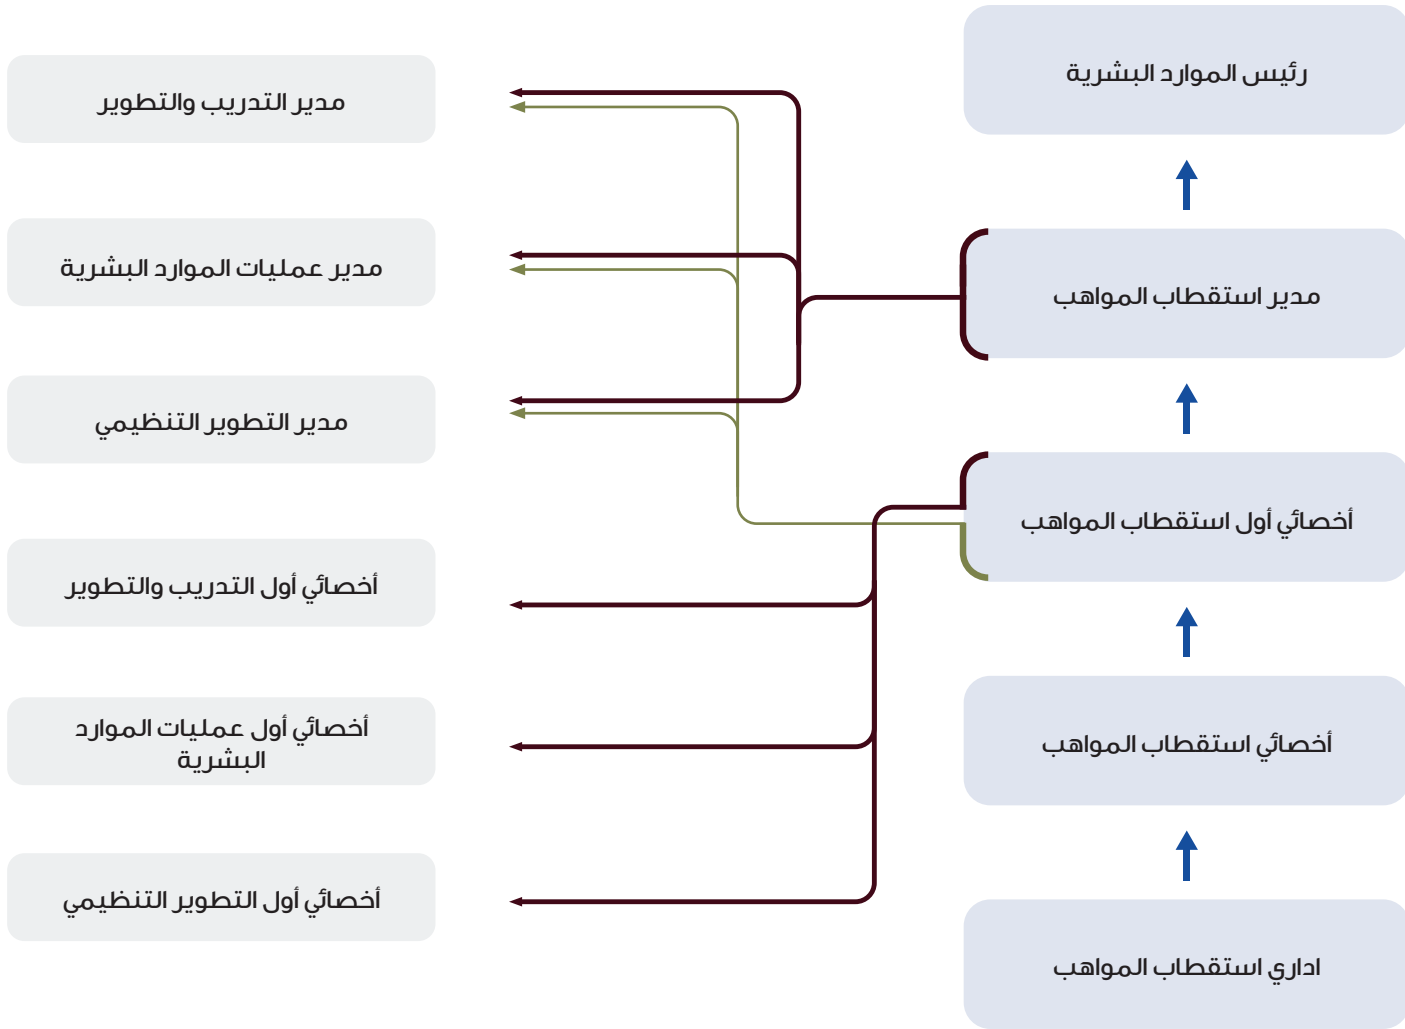 رئيس الموارد البشرية
مدير استقطاب المواهب
أخصائي أول استقطاب المواهب
أخصائي استقطاب المواهب
اداري استقطاب المواهب
مدير التدريب والتطوير
مدير عمليات الموارد البشرية
مدير التطوير التنظيمي
أخصائي أول التدريب والتطوير
أخصائي أول عمليات الموارد
البشرية
أخصائي أول التطوير التنظيمي